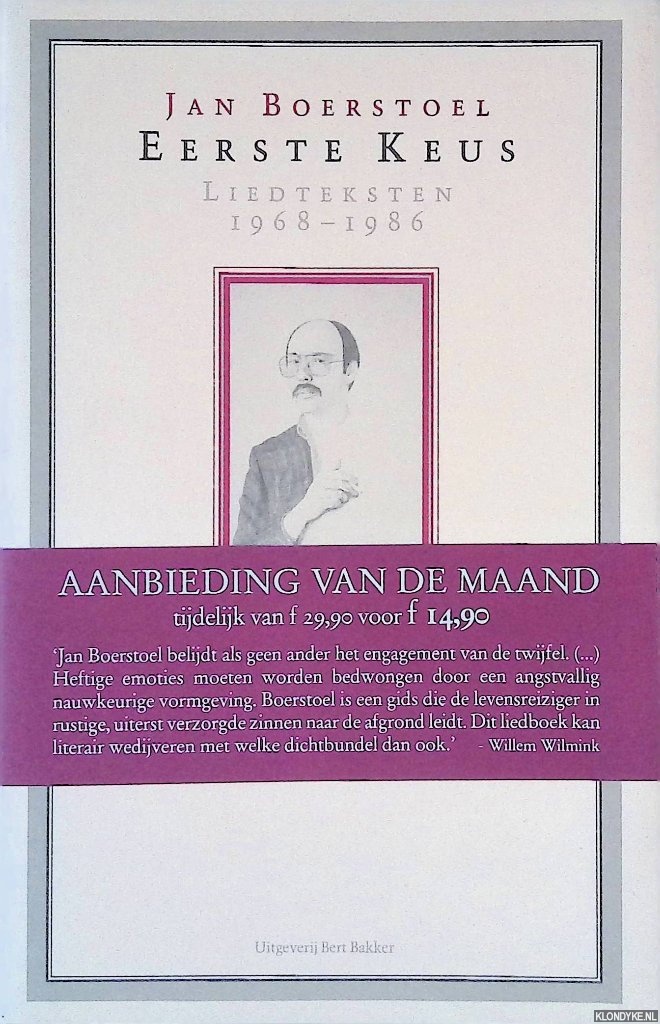 JAN BOERSTOEL
EERSTE KEUS
LIEDTEKSTEN
1968–1986
AANBIEDING VAN DE MAAND
tijdelijk van f 29,90 voor f 14,90
‘Jan Boerstoel belijdt als geen ander het engagement van de twijfel. (...)
Heftige emoties moeten worden bedwongen door een angstvallig
nauwkeurige vormgeving. Boerstoel is een gids die de levensreiziger in
rustige, uiterst verzorgde zinnen naar de afgrond leidt. Dit liedboek kan
literair wedijveren met welke dichtbundel dan ook.’ - Willem Wilmink
Uitgeverij Bert Bakker
KLONDYKE.NL